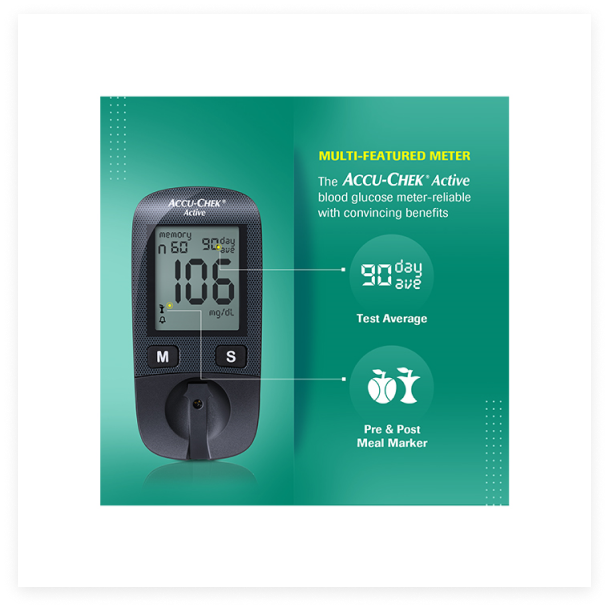 MULTI-FEATURED METER
The ACCU-CHEK® Active
blood glucose meter-reliable
with convincing benefits
ACCU-CHEK®
Active
memory
n 60 90 day ave
106
mg/dL
M S
90 day ave
Test Average
Pre & Post
Meal Marker